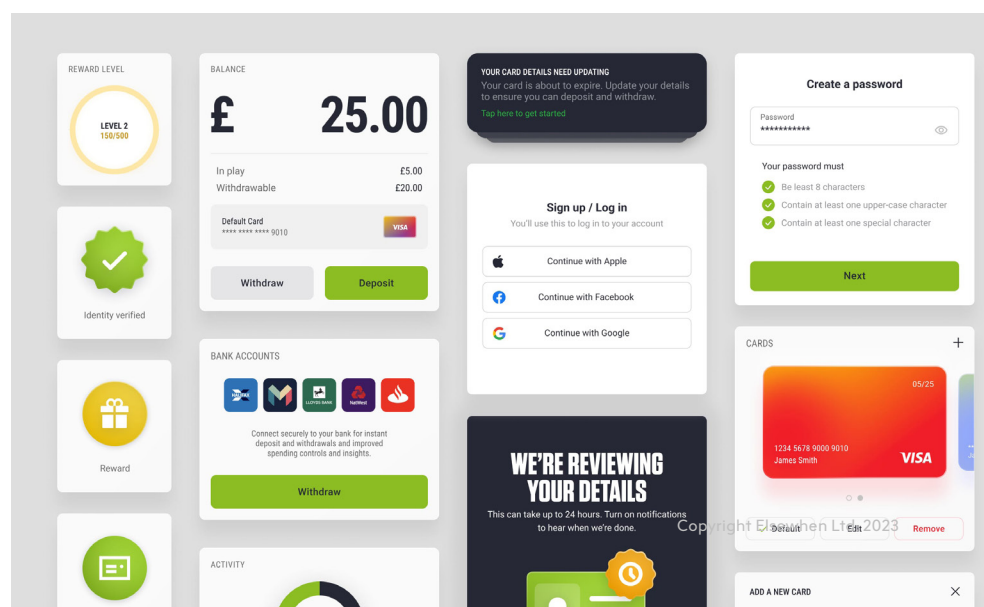 REWARD LEVEL
LEVEL 2
150/500
Identity verified
Reward
BALANCE
£ 25.00
In play £5.00
Withdrawable £20.00
Default Card
**** **** **** 9010
VISA
Withdraw
Deposit
BANK ACCOUNTS
HALIFAX
LLOYDS BANK
NatWest
Connect securely to your bank for instant
deposit and withdrawals and improved
spending controls and insights.
Withdraw
ACTIVITY
YOUR CARD DETAILS NEED UPDATING
Your card is about to expire. Update your details
to ensure you can deposit and withdraw.
Tap here to get started
Sign up / Log in
You'll use this to log in to your account
Continue with Apple
Continue with Facebook
Continue with Google
WE'RE REVIEWING
YOUR DETAILS
This can take up to 24 hours. Turn on notifications
to hear when we're done.
Create a password
Password
***********
Your password must
Be least 8 characters
Contain at least one upper-case character
Contain at least one special character
Next
CARDS
05/25
1234 5678 9000 9010
James Smith
VISA
Default
Edit
Remove
Copyright Elsewhen Ltd, 2023
ADD A NEW CARD